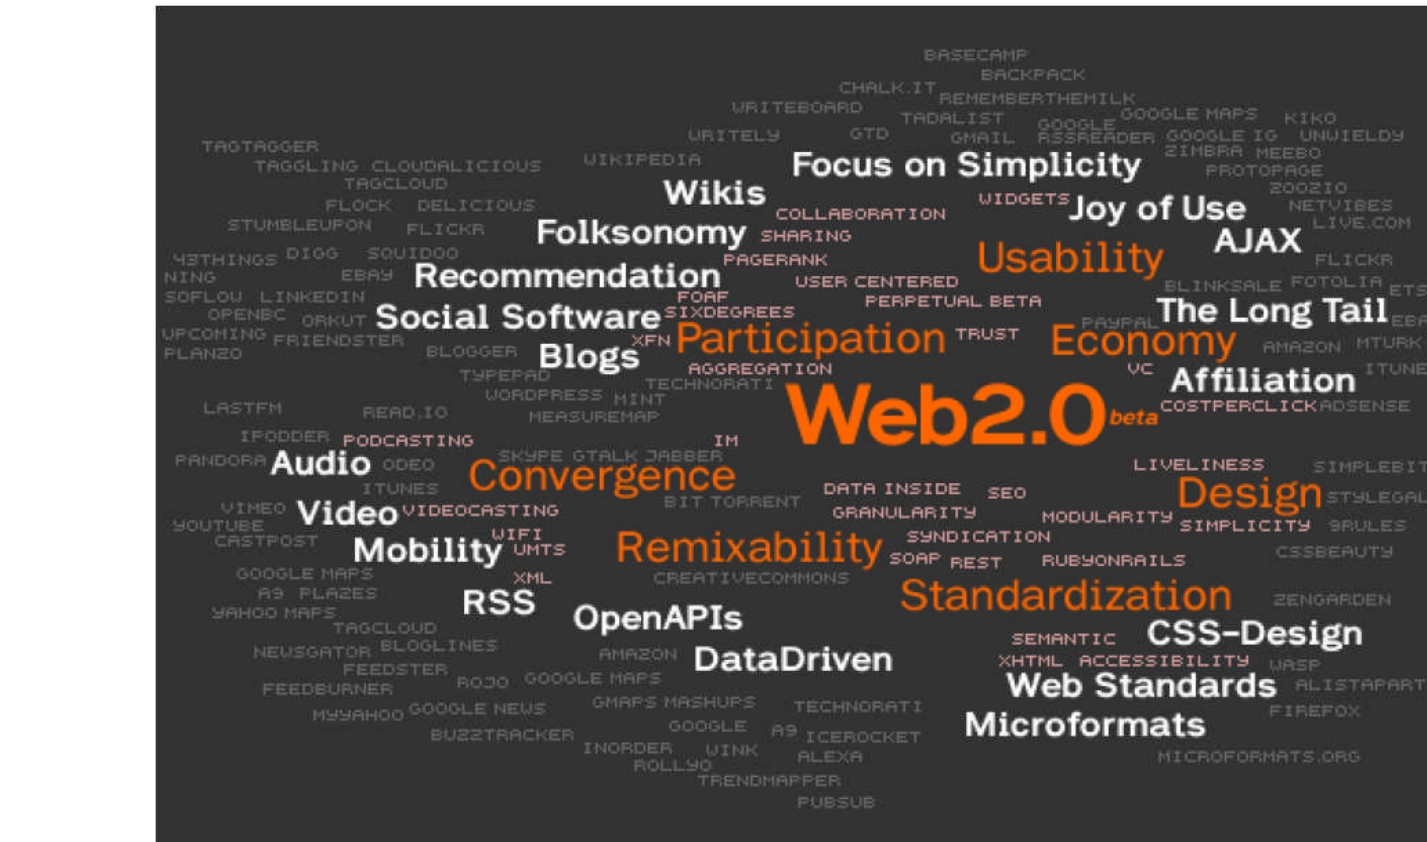 BASECAMP
BACKPACK
CHALK.IT
REMEMBERTHEMILK
WRITEBOARD
TADALIST GOOGLE MAPS KIKO
GOOGLE
WRITELY GTD GMAIL RSSREADER GOOGLE IG UNWIELDY
TAGTAGGER
ZIMBRA MEEBO
TAGGLING CLOUDALICIOUS WIKIPEDIA Focus on Simplicity PROTOPAGE
TAGCLOUD ZOOZIO
Wikis WIDGETS
FLOCK DELICIOUS COLLABORATION Joy of Use NETVIBES
STUMBLEUPON FLICKR Folksonomy SHARING LIVE.COM
AJAX
43THINGS DIGG SQUIDOO PAGERANK Usability FLICKR
NING EBAY Recommendation USER CENTERED BLINKSALE FOTOLIA ETS
SOFLOW LINKEDIN FOAF PERPETUAL BETA
OPENBC ORKUT Social Software SIXDEGREES PAYPAL The Long Tail EBA
UPCOMING FRIENDSTER XFN Participation TRUST Economy AMAZON MTURK
PLANZO BLOGGER Blogs
TYPEPAD AGGREGATION VC Affiliation ITUNE
TECHNORATI
WORDPRESS MINT
LASTFM READ.IO MEASUREMAP Web2.0 beta COSTPERCLICK ADSENSE
IPODDER PODCASTING IM
PANDORA Audio ODEO SKYPE GTALK JABBER LIVELINESS SIMPLEBIT
Convergence
ITUNES BIT TORRENT DATA INSIDE SEO Design STYLEGAL
VIMEO Video VIDEOCASTING GRANULARITY MODULARITY
YOUTUBE SIMPLICITY 9RULES
CASTPOST WIFI SYNDICATION
Mobility UMTS Remixability SOAP REST RUBYONRAILS CSSBEAUTY
GOOGLE MAPS XML CREATIVECOMMONS
A9 PLAZES RSS Standardization ZENGARDEN
YAHOO MAPS OpenAPIs
TAGCLOUD SEMANTIC CSS-Design
NEWSGATOR BLOGLINES AMAZON DataDriven XHTML ACCESSIBILITY WASP
FEEDSTER
FEEDBURNER ROJO GOOGLE MAPS Web Standards ALISTAPART
MYYAHOO GOOGLE NEWS GMAPS MASHUPS TECHNORATI FIREFOX
BUZZTRACKER GOOGLE A9 ICEROCKET Microformats
INORDER WINK ALEXA MICROFORMATS.ORG
ROLLYO
TRENDMAPPER
PUBSUB